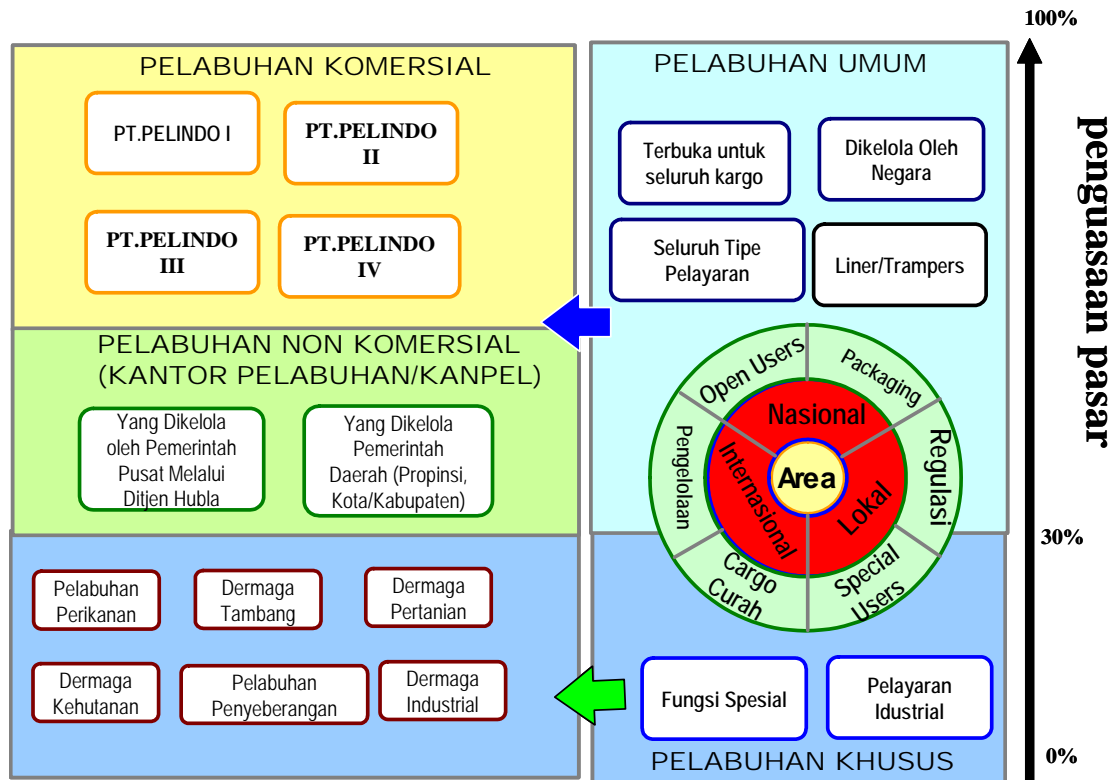 100%
PELABUHAN KOMERSIAL
PT.PELINDO I
PT.PELINDO
II
PT.PELINDO
III
PT.PELINDO
IV
PELABUHAN NON KOMERSIAL
(KANTOR PELABUHAN/KANPEL)
Yang Dikelola
oleh Pemerintah
Pusat Melalui
Ditjen Hubla
Yang Dikelola
Pemerintah
Daerah (Propinsi,
Kota/Kabupaten)
Pelabuhan
Perikanan
Dermaga
Tambang
Dermaga
Pertanian
Dermaga
Kehutanan
Pelabuhan
Penyeberangan
Dermaga
Industrial
PELABUHAN UMUM
Terbuka untuk
seluruh kargo
Dikelola Oleh
Negara
Seluruh Tipe
Pelayaran
Liner/Trampers
Open Users
Packaging
Regulasi
Special
Users
Cargo
Curah
Pengelolaan
Nasional
Lokal
Internasional
Area
Fungsi Spesial
Pelayaran
Idustrial
PELABUHAN KHUSUS
penguasaan pasar
30%
0%